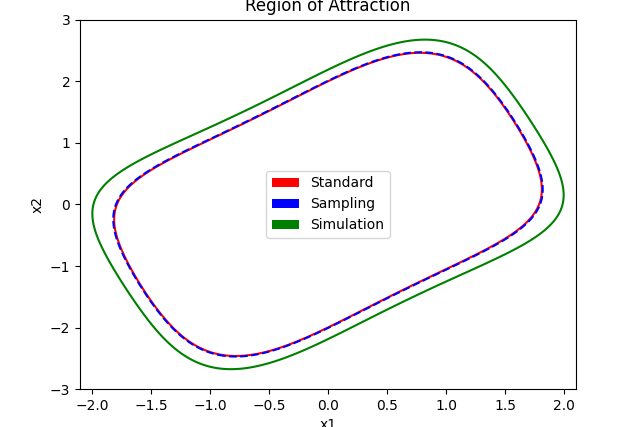 Region of Attraction
3
2
1
0
−1
−2
−3
x2
Standard
Sampling
Simulation
−2.0 −1.5 −1.0 −0.5 0.0 0.5 1.0 1.5 2.0
x1